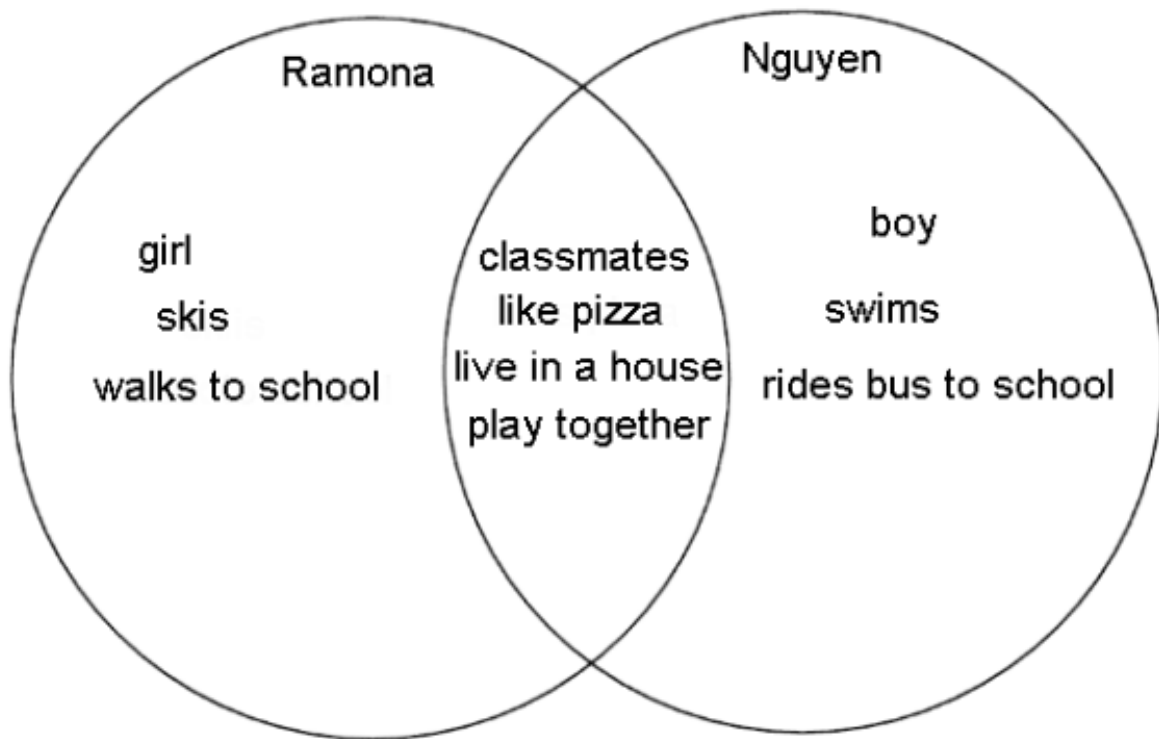 Ramona
Nguyen
girl
skis
walks to school
classmates
like pizza
live in a house
play together
boy
swims
rides bus to school